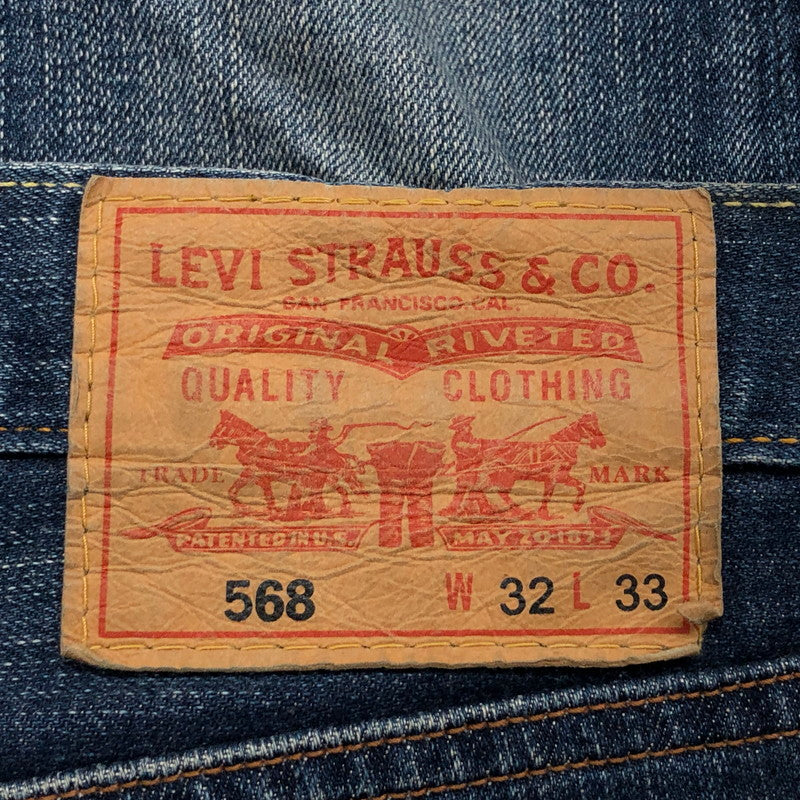 LEVI STRAUSS & CO.
SAN FRANCISCO. CAL.
ORIGINAL RIVETED
QUALITY CLOTHING
TRADE MARK
PATENTED IN U.S. MAY 20 1873
568 W 32 L 33